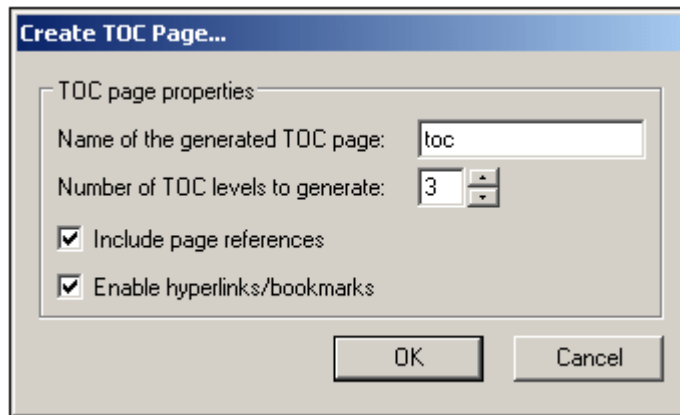 Create TOC Page...
TOC page properties
Name of the generated TOC page: toc
Number of TOC levels to generate: 3
Include page references
Enable hyperlinks/bookmarks
OK Cancel